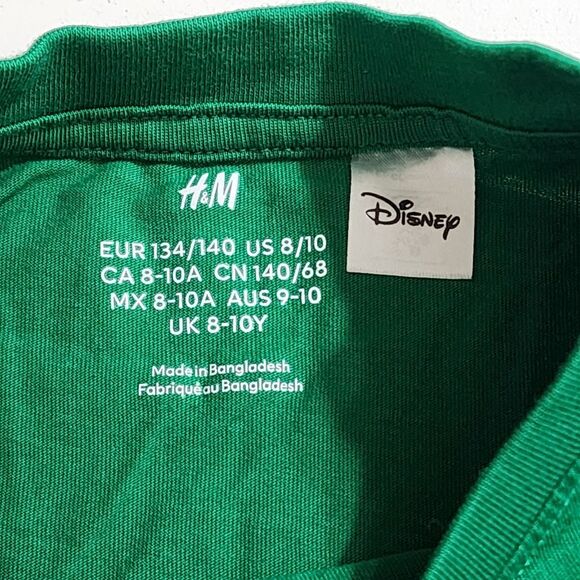 H&M
Disney
EUR 134/140 US 8/10
CA 8-10A CN 140/68
MX 8-10A AUS 9-10
UK 8-10Y
Made in Bangladesh
Fabriqué au Bangladesh